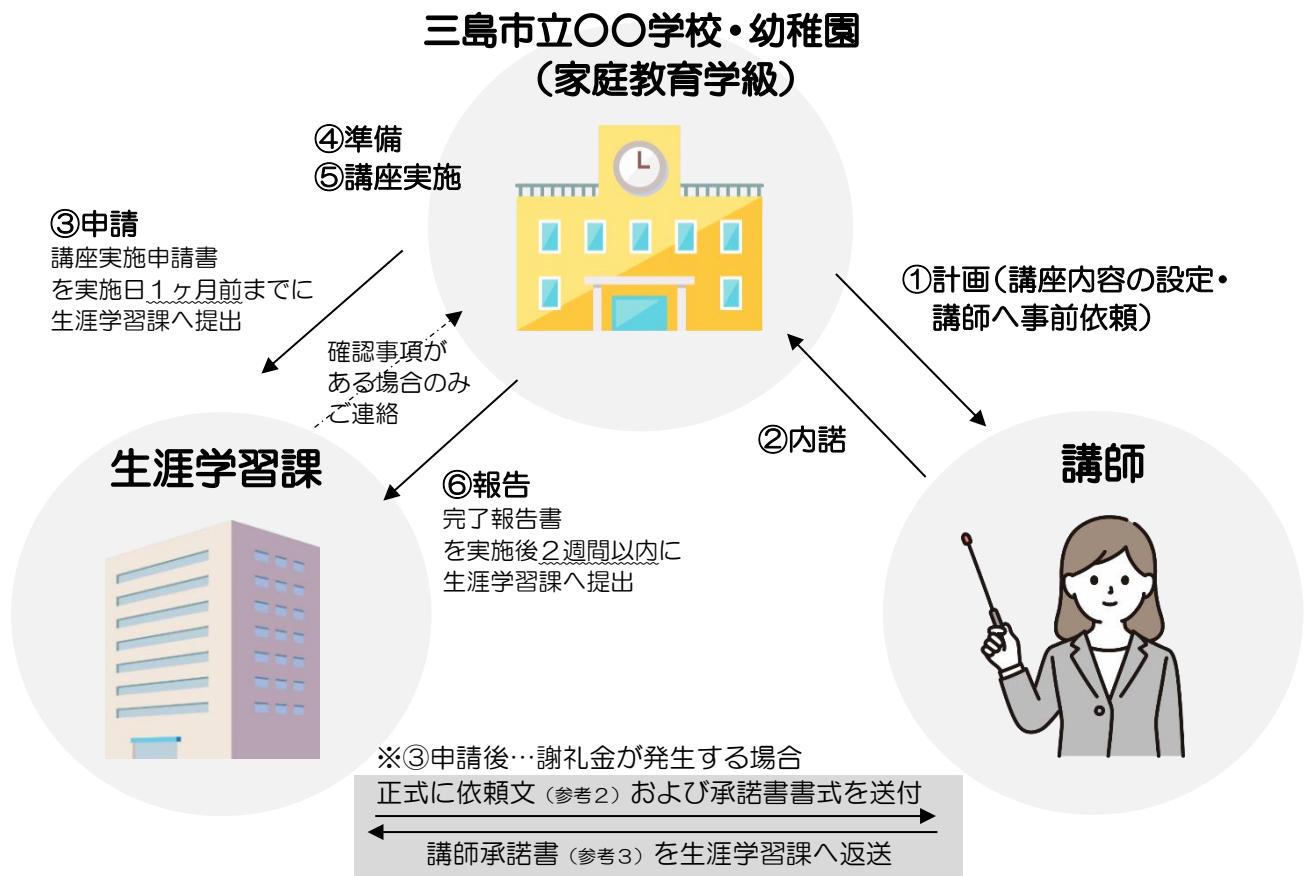 三島市立〇〇学校・幼稚園
（家庭教育学級）
④準備
⑤講座実施
③申請
講座実施申請書
を実施日１ヶ月前までに
生涯学習課へ提出
①計画（講座内容の設定・
講師へ事前依頼）
確認事項が
ある場合のみ
ご連絡
②内諾
生涯学習課
講師
⑥報告
完了報告書
を実施後２週間以内に
生涯学習課へ提出
※③申請後…謝礼金が発生する場合
正式に依頼文（参考２）および承諾書書式を送付
講師承諾書（参考３）を生涯学習課へ返送